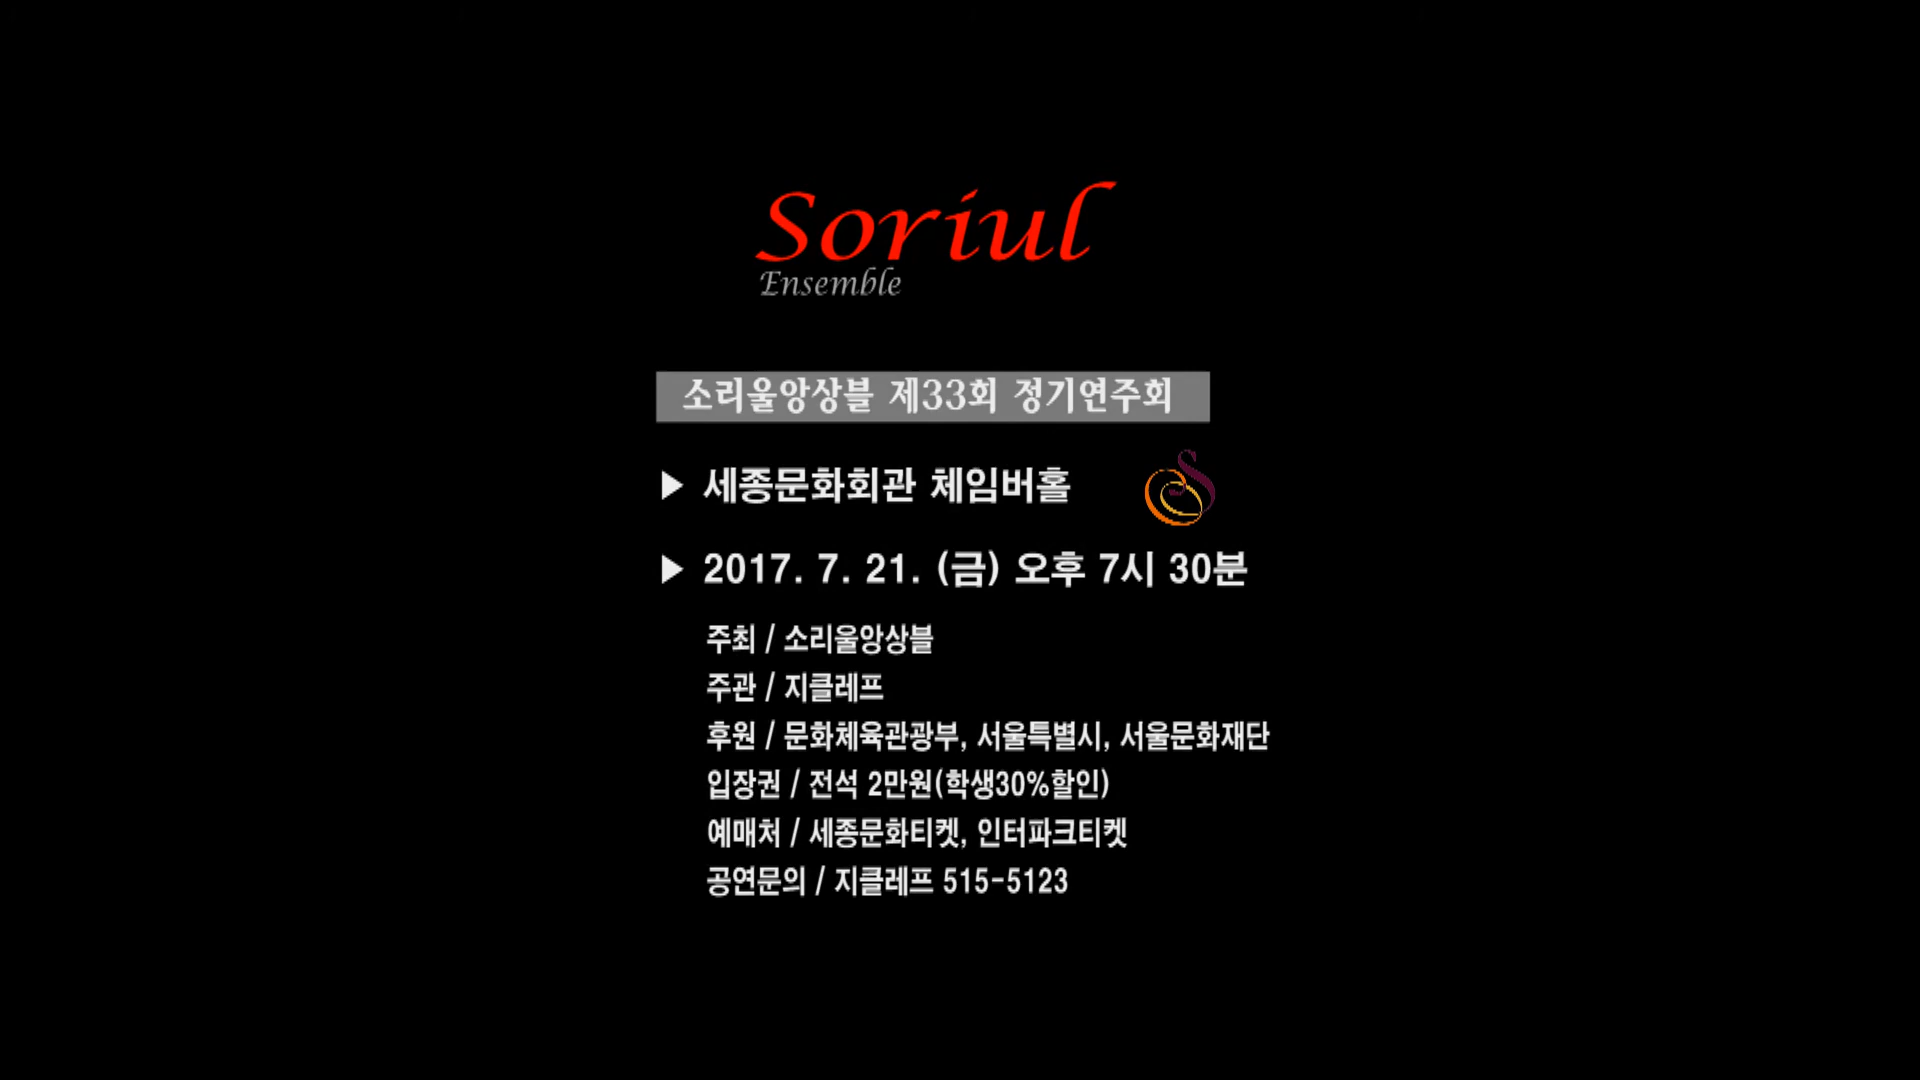 Soriul
Ensemble
소리울앙상블 제33회 정기연주회
▶ 세종문화회관 체임버홀
▶ 2017. 7. 21. (금) 오후 7시 30분
주최 / 소리울앙상블
주관 / 지클레프
후원 / 문화체육관광부, 서울특별시, 서울문화재단
입장권 / 전석 2만원(학생30%할인)
예매처 / 세종문화티켓, 인터파크티켓
공연문의 / 지클레프 515-5123